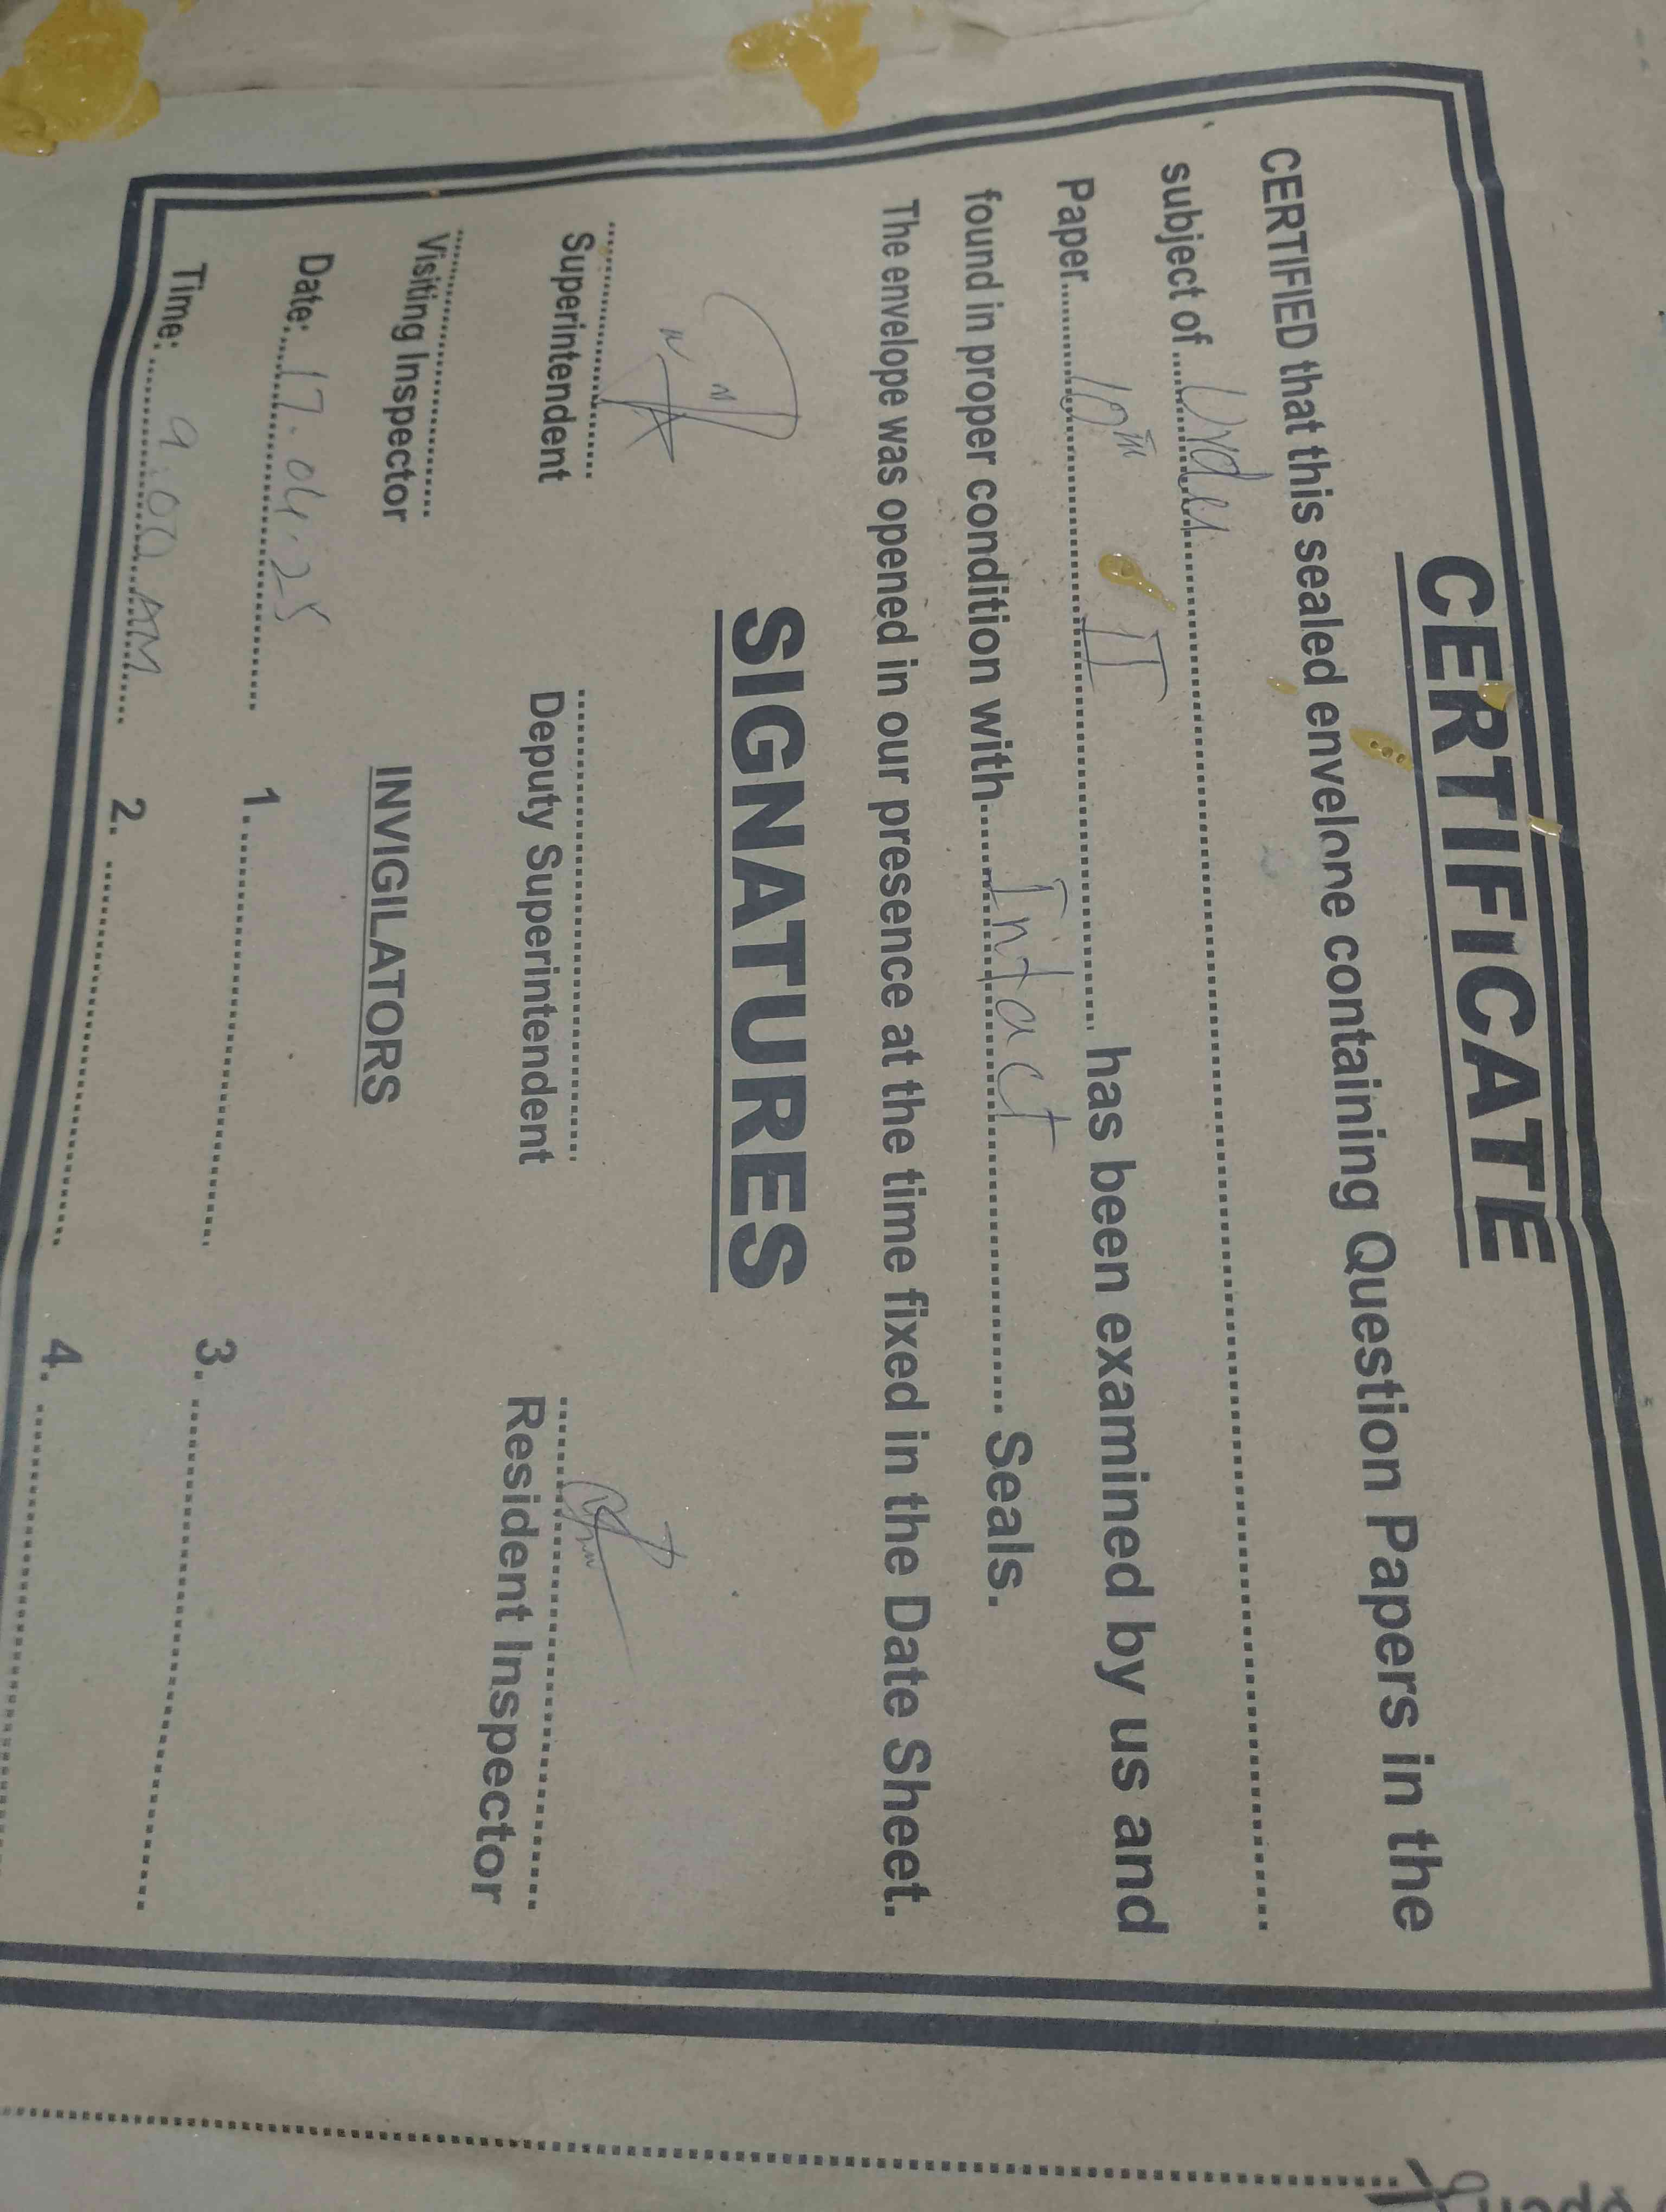 CERTIFICATE
CERTIFIED that this sealed envelope containing Question Papers in the
subject of ..... Urdu .....
Paper ..... 10th II ..... has been examined by us and
found in proper condition with ..... Intact ..... Seals.
The envelope was opened in our presence at the time fixed in the Date Sheet.
SIGNATURES
Superintendent Deputy Superintendent Resident Inspector
Visiting Inspector INVIGILATORS
Date: 17.04.25 1. ..... 3. .....
Time: 9.00 AM 2. ..... 4. .....